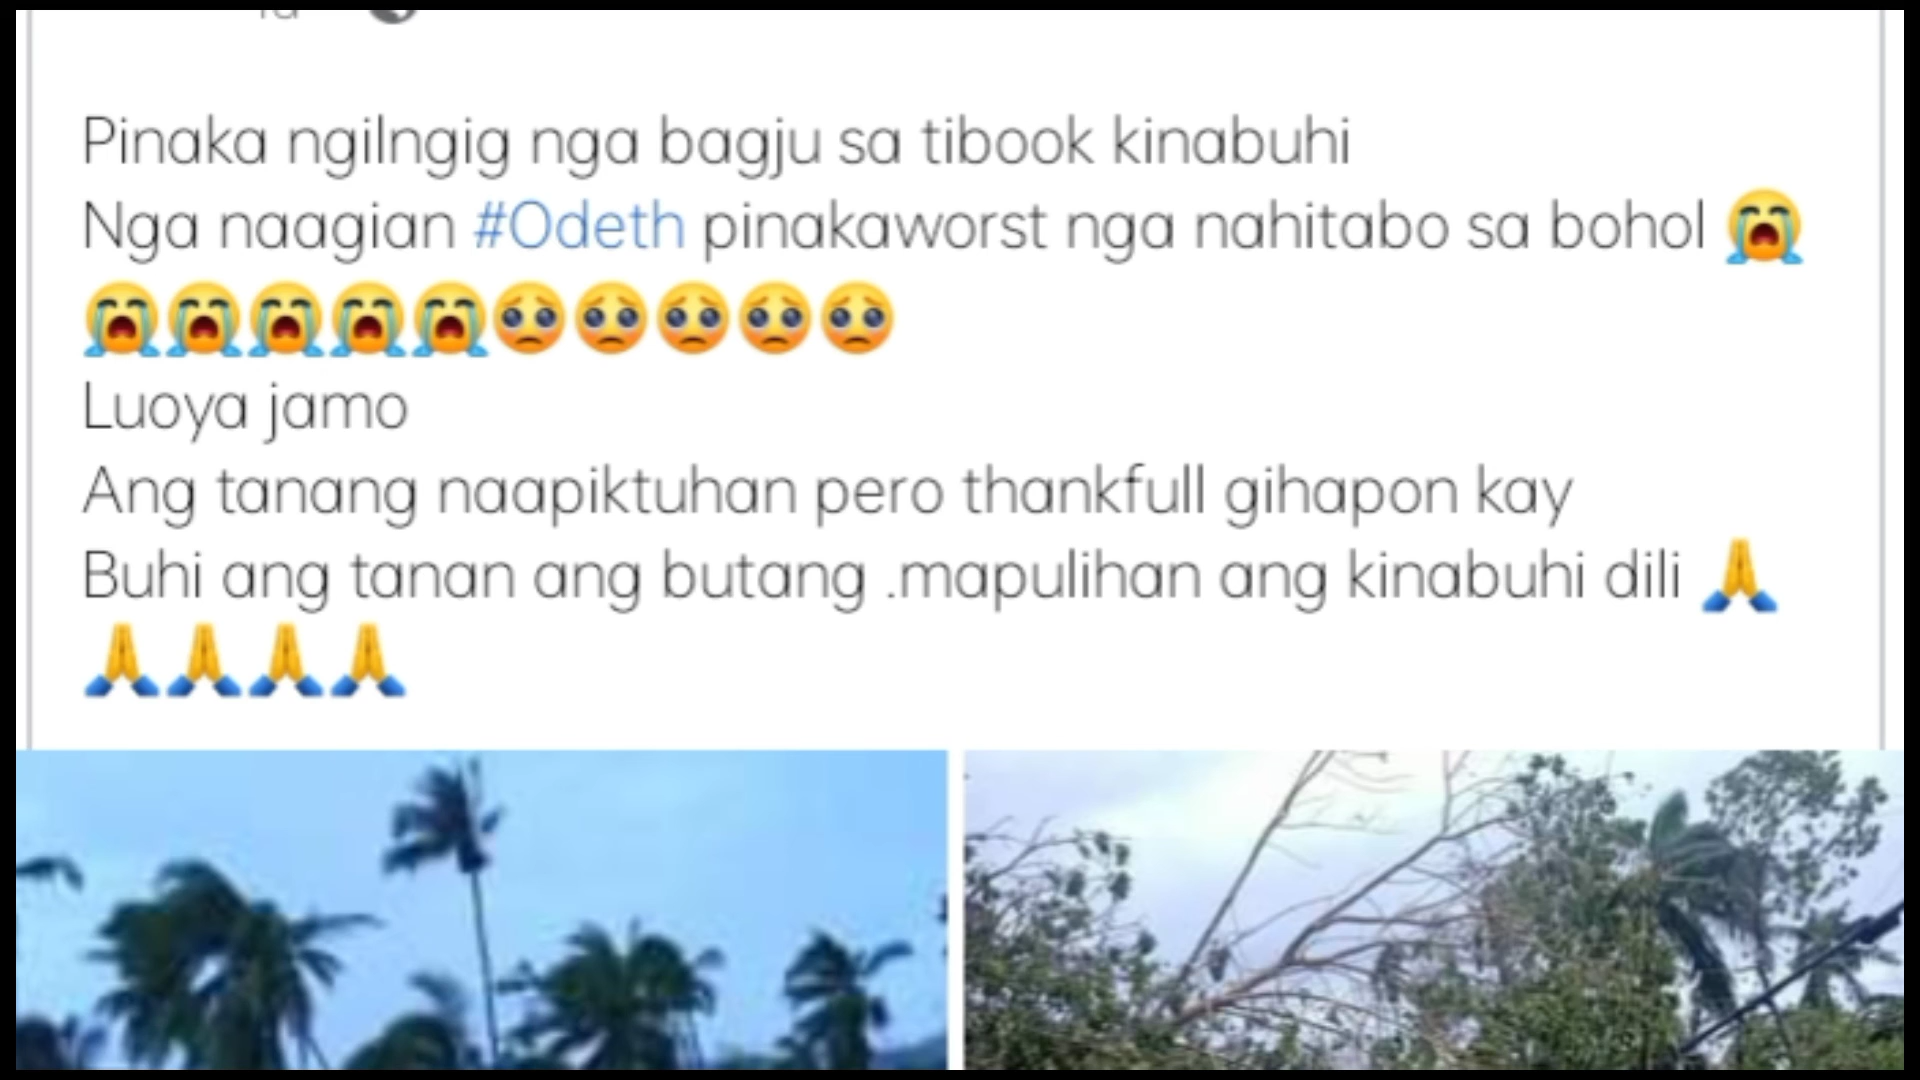 Pinaka ngilngig nga bagju sa tibook kinabuhi
Nga naagian #Odeth pinakaworst nga nahitabo sa bohol 😭
😭😭😭😭😭🥺🥺🥺🥺🥺
Luoya jamo
Ang tanang naapiktuhan pero thankfull gihapon kay
Buhi ang tanan ang butang .mapulihan ang kinabuhi dili 🙏
🙏🙏🙏🙏